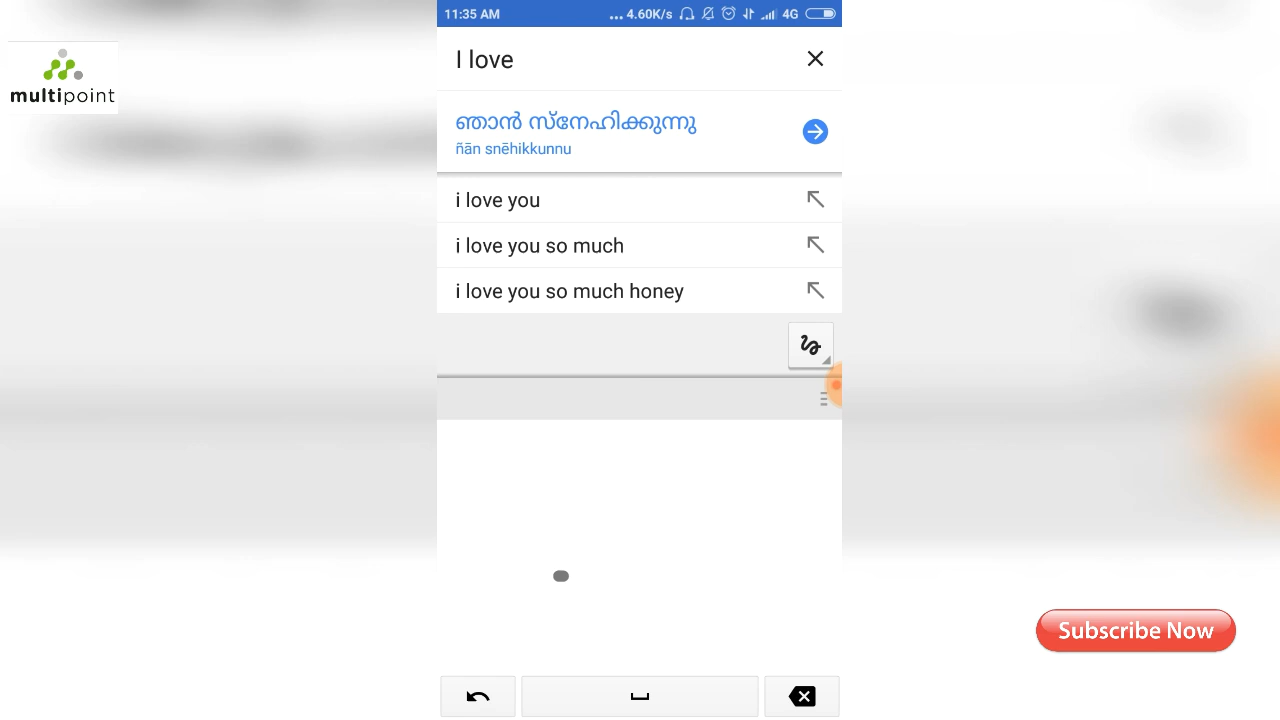 multipoint
11:35 AM
... 4.60K/s
4G
I love
ഞാൻ സ്നേഹിക്കുന്നു
ñān snēhikkunnu
i love you
i love you so much
i love you so much honey
Subscribe Now